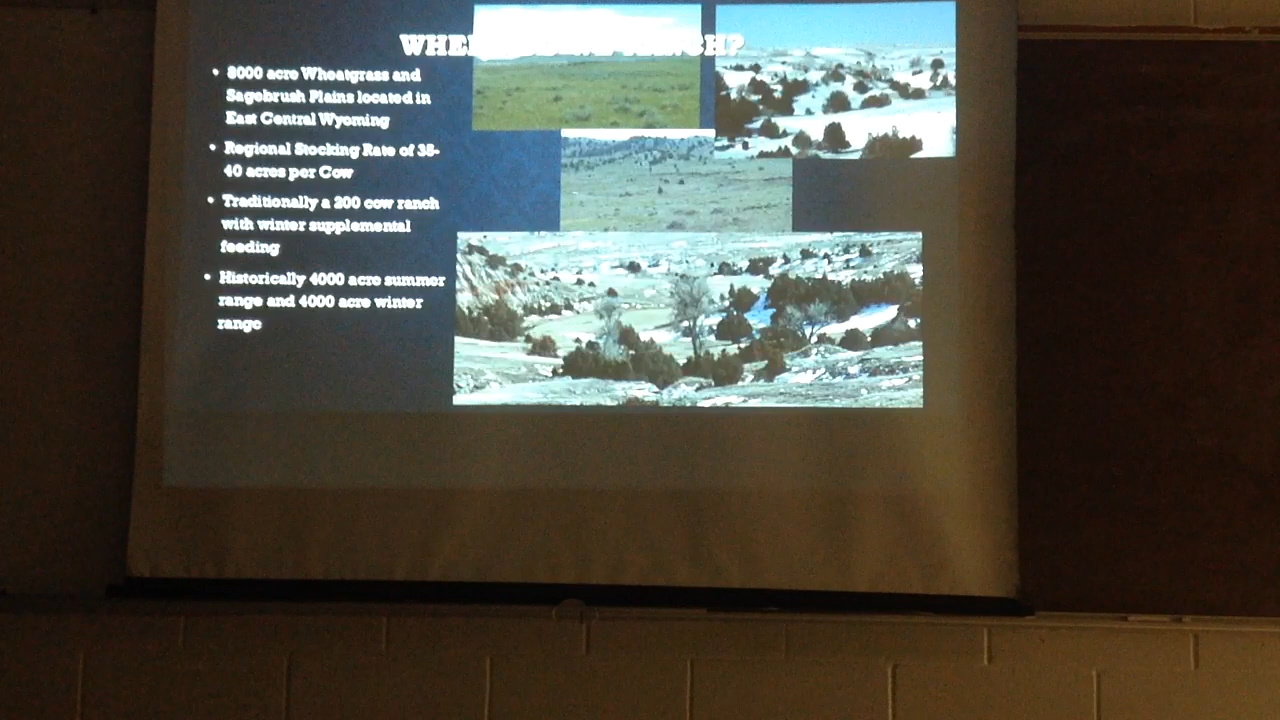 WHE
• 8000 acre Wheatgrass and
Sagebrush Plains located in
East Central Wyoming
• Regional Stocking Rate of 35-
40 acres per Cow
• Traditionally a 200 cow ranch
with winter supplemental
feeding
• Historically 4000 acre summer
range and 4000 acre winter
range